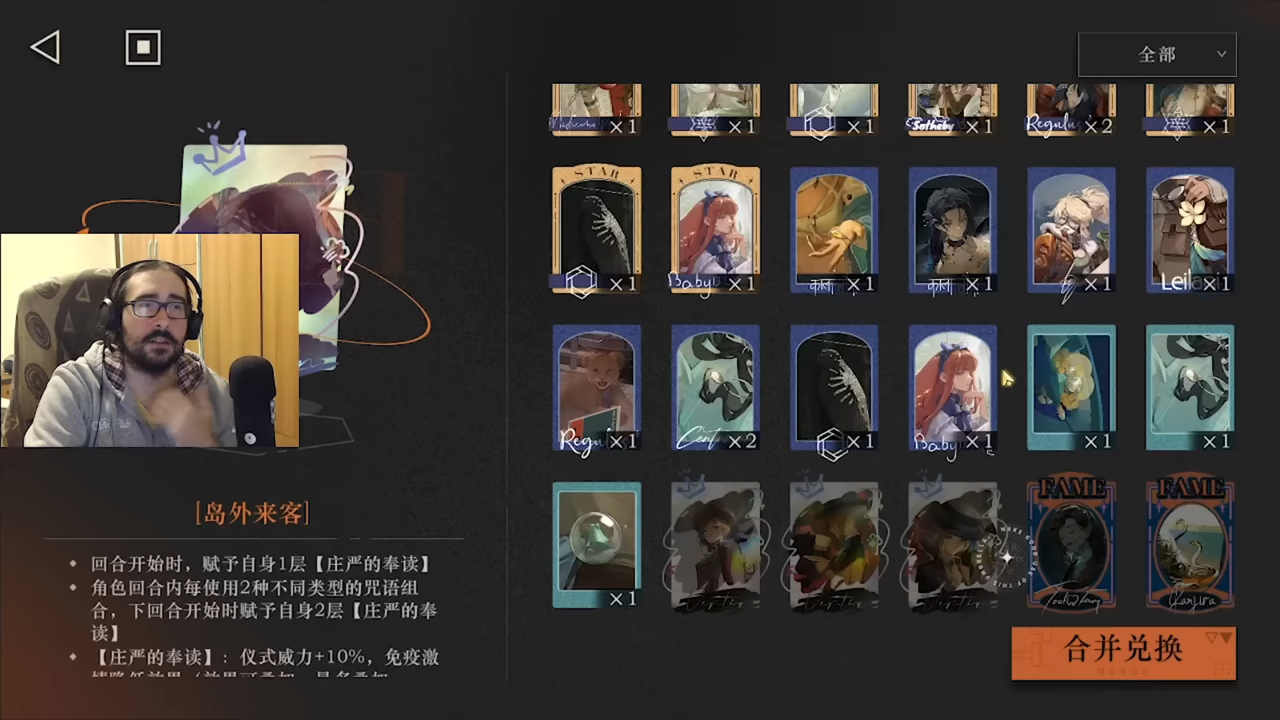 全部
×1
×1
×1
Sotheby ×1
Regulus ×2
×1
STAR
STAR
×1
Baby ×1
×1
×1
×1
Leilani ×1
Regu ×1
×2
×1
Baby ×1
×1
×1
×1
FAME
FAME
Kanjira
[岛外来客]
合并兑换
• 回合开始时，赋予自身1层【庄严的奉读】
• 角色回合内每使用2种不同类型的咒语组
合，下回合开始时赋予自身2层【庄严的奉
读】
• 【庄严的奉读】：仪式威力+10%，免疫激